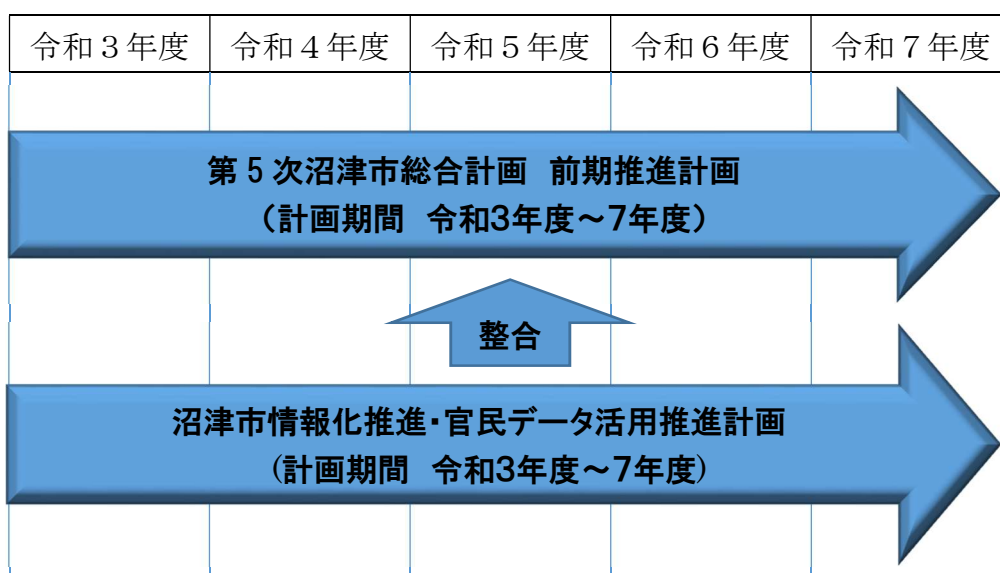 令和３年度 令和４年度 令和５年度 令和６年度 令和７年度
第５次沼津市総合計画 前期推進計画
（計画期間 令和3年度～7年度）
整合
沼津市情報化推進・官民データ活用推進計画
(計画期間 令和3年度～7年度)